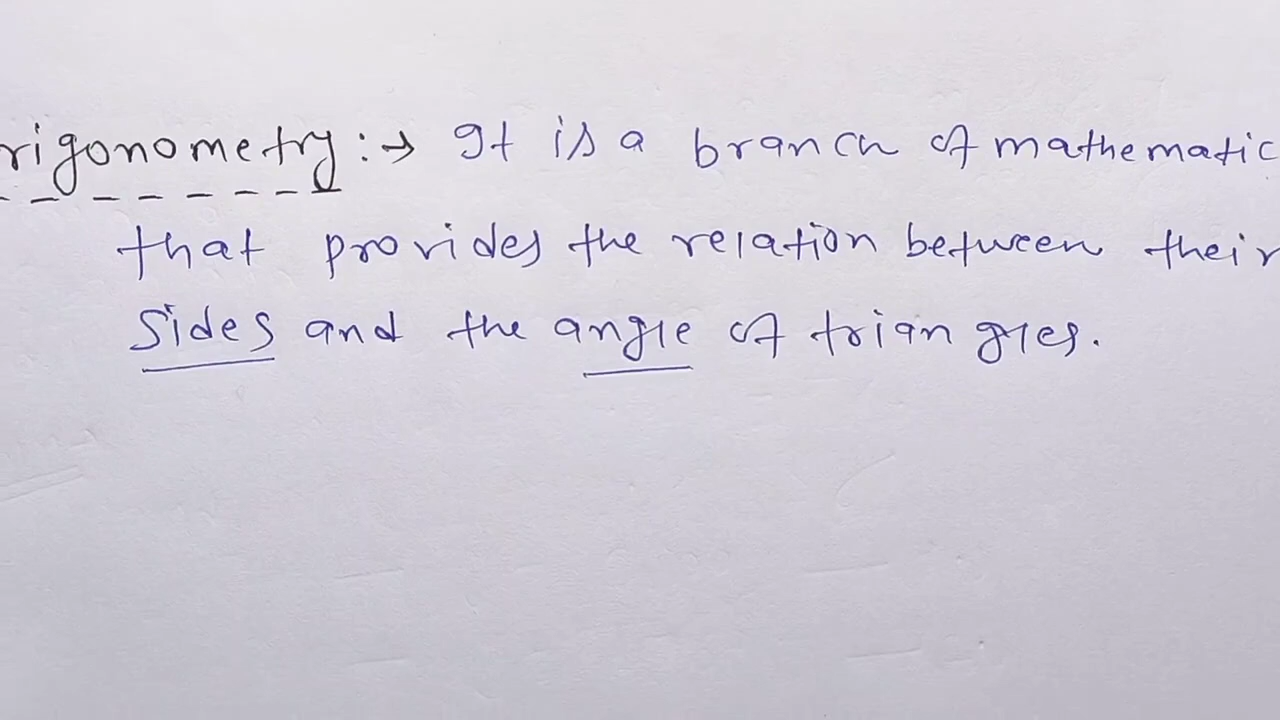 rigonometry :→ It is a branch of mathematic
that provides the relation between their
sides and the angle of triangles.